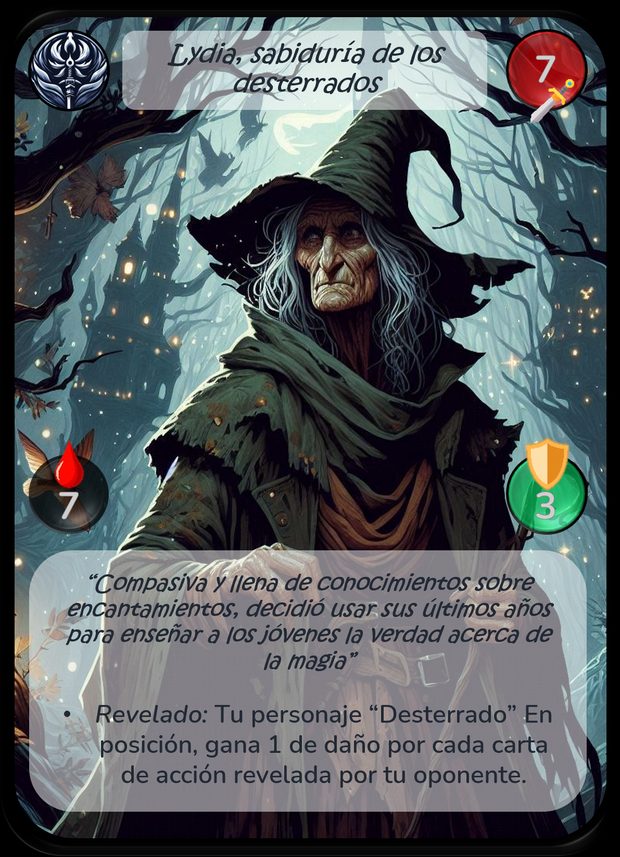 Lydia, sabiduría de los
desterrados
7
7
3
“Compasiva y llena de conocimientos sobre
encantamientos, decidió usar sus últimos años
para enseñar a los jóvenes la verdad acerca de
la magia”
• Revelado: Tu personaje “Desterrado” En
posición, gana 1 de daño por cada carta
de acción revelada por tu oponente.